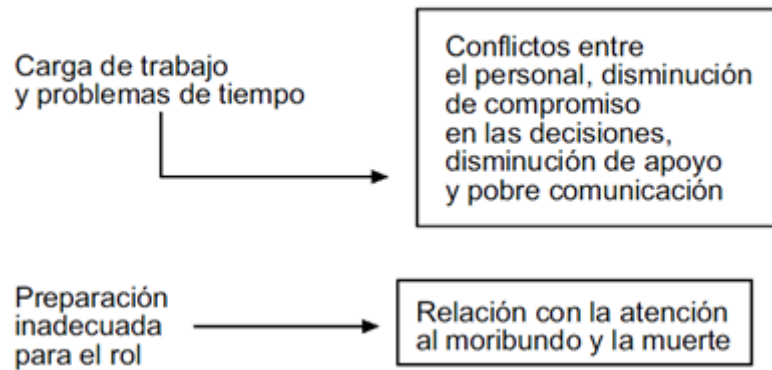 Carga de trabajo
y problemas de tiempo
Conflictos entre
el personal, disminución
de compromiso
en las decisiones,
disminución de apoyo
y pobre comunicación
Preparación
inadecuada
para el rol
Relación con la atención
al moribundo y la muerte